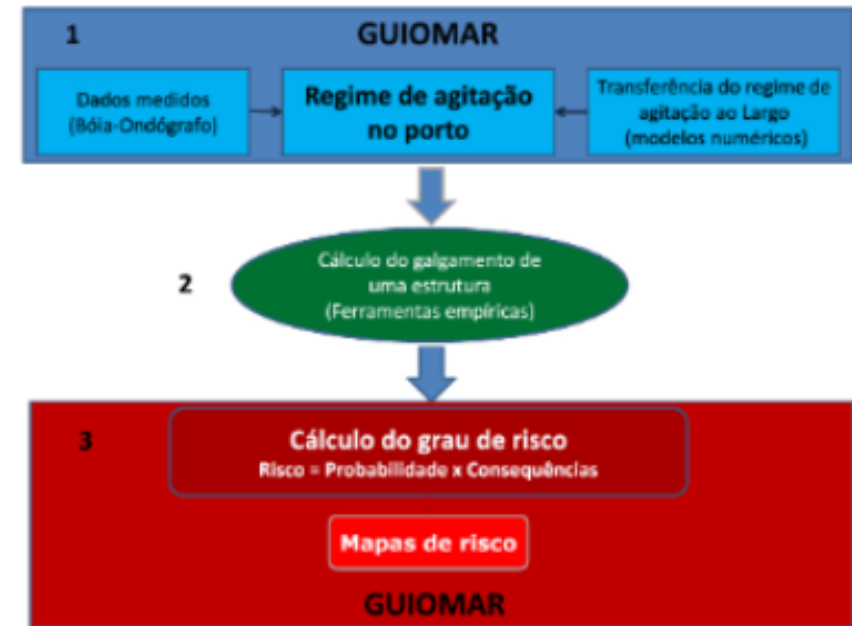 1
GUIOMAR
Dados medidos
(Bóia-Ondógrafo)
Regime de agitação
no porto
Transferência do regime de
agitação ao Largo
(modelos numéricos)
2
Cálculo do galgamento de
uma estrutura
(Ferramentas empíricas)
3
Cálculo do grau de risco
Risco = Probabilidade x Consequências
Mapas de risco
GUIOMAR